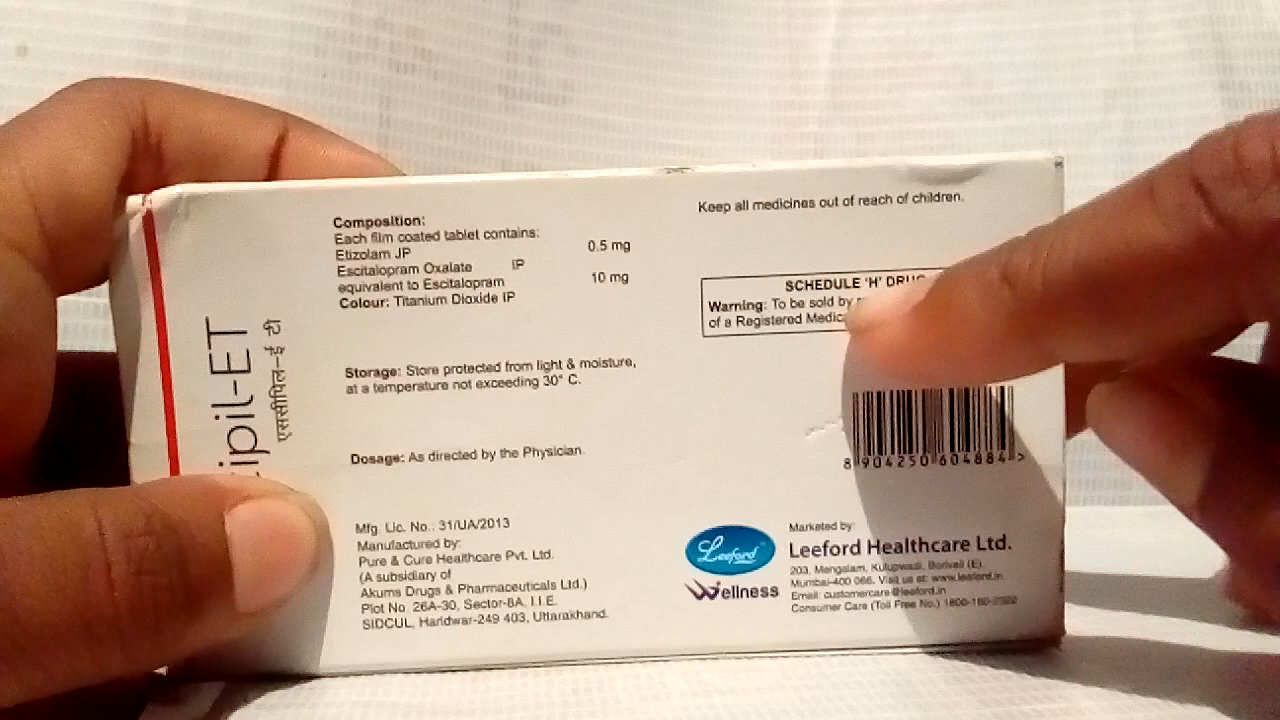 ipil-ET
एससीपिल-ई टी
Composition:
Each film coated tablet contains:
Etizolam JP 0.5 mg
Escitalopram Oxalate IP
equivalent to Escitalopram 10 mg
Colour: Titanium Dioxide IP
Storage: Store protected from light & moisture,
at a temperature not exceeding 30° C.
Dosage: As directed by the Physician.
Mfg. Lic. No.: 31/UA/2013
Manufactured by:
Pure & Cure Healthcare Pvt. Ltd.
(A subsidiary of
Akums Drugs & Pharmaceuticals Ltd.)
Plot No. 26A-30, Sector-8A, I.I.E.
SIDCUL, Haridwar-249 403, Uttarakhand.
Keep all medicines out of reach of children.
SCHEDULE 'H' DRUG
Warning: To be sold by
of a Registered Medic
8 904250 604884 >
Leeford
Wellness
Marketed by:
Leeford Healthcare Ltd.
203, Mangalam, Kulupwadi, Borivali (E),
Mumbai-400 066. Visit us at: www.leeford.in,
Email: customercare@leeford.in
Consumer Care (Toll Free No.) 1800-180-2322